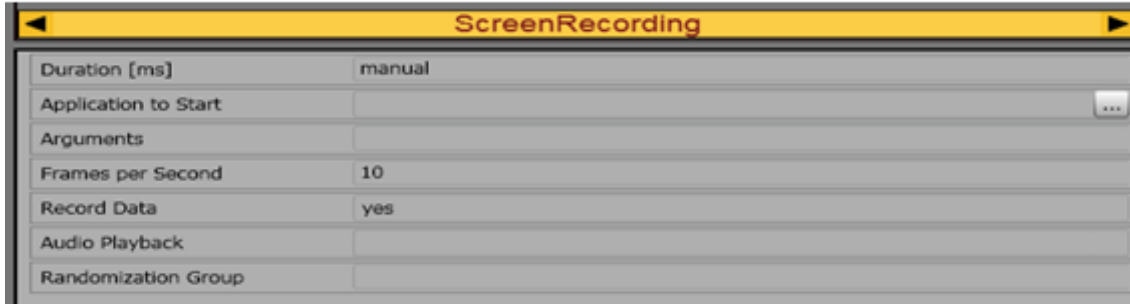 ScreenRecording
Duration [ms] manual
Application to Start ...
Arguments
Frames per Second 10
Record Data yes
Audio Playback
Randomization Group